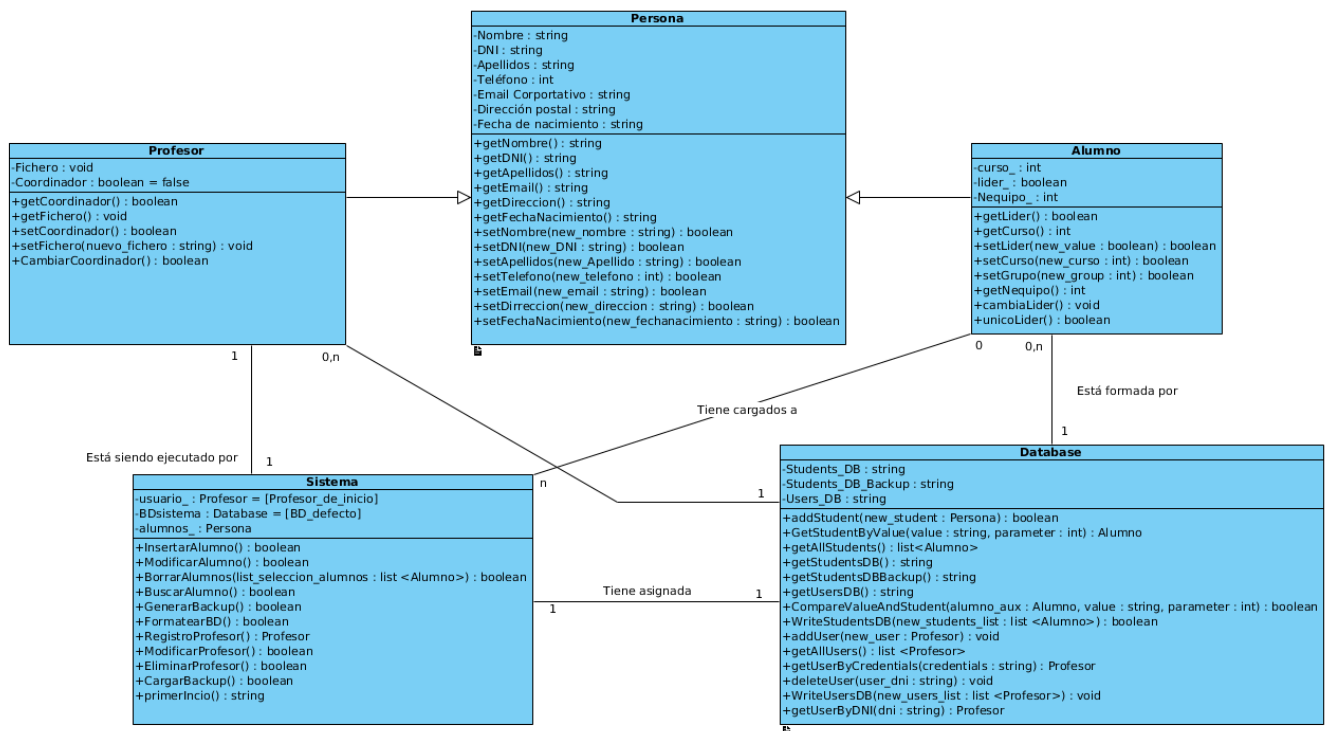 Persona
-Nombre : string
-DNI : string
-Apellidos : string
-Teléfono : int
-Email Corportativo : string
-Dirección postal : string
-Fecha de nacimiento : string
+getNombre() : string
+getDNI() : string
+getApellidos() : string
+getEmail() : string
+getDireccion() : string
+getFechaNacimiento() : string
+setNombre(new_nombre : string) : boolean
+setDNI(new_DNI : string) : boolean
+setApellidos(new_Apellido : string) : boolean
+setTelefono(new_telefono : int) : boolean
+setEmail(new_email : string) : boolean
+setDirreccion(new_direccion : string) : boolean
+setFechaNacimiento(new_fechanacimiento : string) : boolean
Profesor
-Fichero : void
-Coordinador : boolean = false
+getCoordinador() : boolean
+getFichero() : void
+setCoordinador() : boolean
+setFichero(nuevo_fichero : string) : void
+CambiarCoordinador() : boolean
Alumno
-curso_ : int
-lider_ : boolean
-Nequipo_ : int
+getLider() : boolean
+getCurso() : int
+setLider(new_value : boolean) : boolean
+setCurso(new_curso : int) : boolean
+setGrupo(new_group : int) : boolean
+getNequipo() : int
+cambiaLider() : void
+unicoLider() : boolean
1
0,n
0
0,n
Está formada por
Tiene cargados a
1
Está siendo ejecutado por
1
n
1
Sistema
-usuario_ : Profesor = [Profesor_de_inicio]
-BDsistema : Database = [BD_defecto]
-alumnos_ : Persona
+InsertarAlumno() : boolean
+ModificarAlumno() : boolean
+BorrarAlumnos(list_seleccion_alumnos : list <Alumno>) : boolean
+BuscarAlumno() : boolean
+GenerarBackup() : boolean
+FormatearBD() : boolean
+RegistroProfesor() : Profesor
+ModificarProfesor() : boolean
+EliminarProfesor() : boolean
+CargarBackup() : boolean
+primerIncio() : string
Tiene asignada
1
1
Database
-Students_DB : string
-Students_DB_Backup : string
-Users_DB : string
+addStudent(new_student : Persona) : boolean
+GetStudentByValue(value : string, parameter : int) : Alumno
+getAllStudents() : list<Alumno>
+getStudentsDB() : string
+getStudentsDBBackup() : string
+getUsersDB() : string
+CompareValueAndStudent(alumno_aux : Alumno, value : string, parameter : int) : boolean
+WriteStudentsDB(new_students_list : list <Alumno>) : boolean
+addUser(new_user : Profesor) : void
+getAllUsers() : list <Profesor>
+getUserByCredentials(credentials : string) : Profesor
+deleteUser(user_dni : string) : void
+WriteUsersDB(new_users_list : list <Profesor>) : void
+getUserByDNI(dni : string) : Profesor